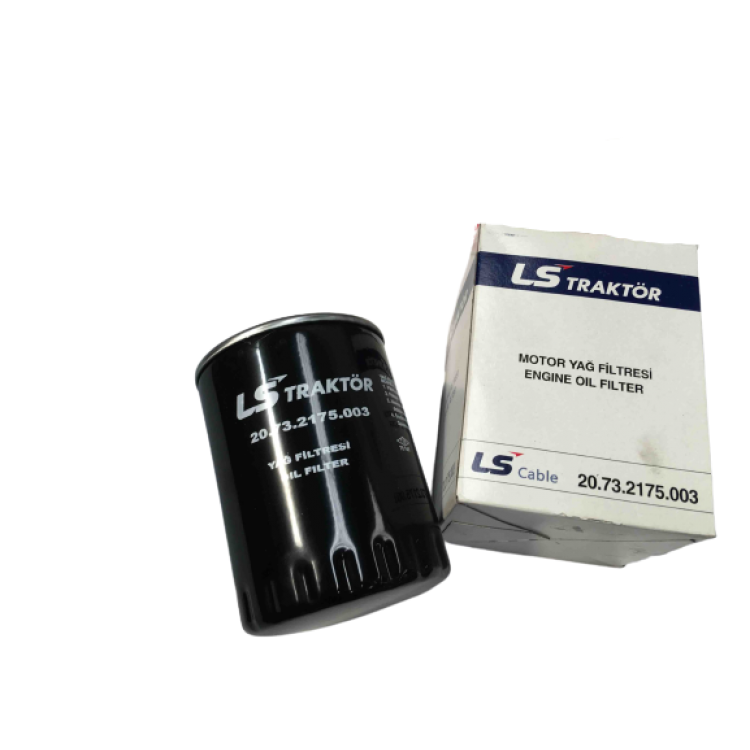 LS TRAKTÖR
20.73.2175.003
YAĞ FİLTRESİ
OIL FILTER
LS TRAKTÖR
MOTOR YAĞ FİLTRESİ
ENGINE OIL FILTER
LS Cable 20.73.2175.003